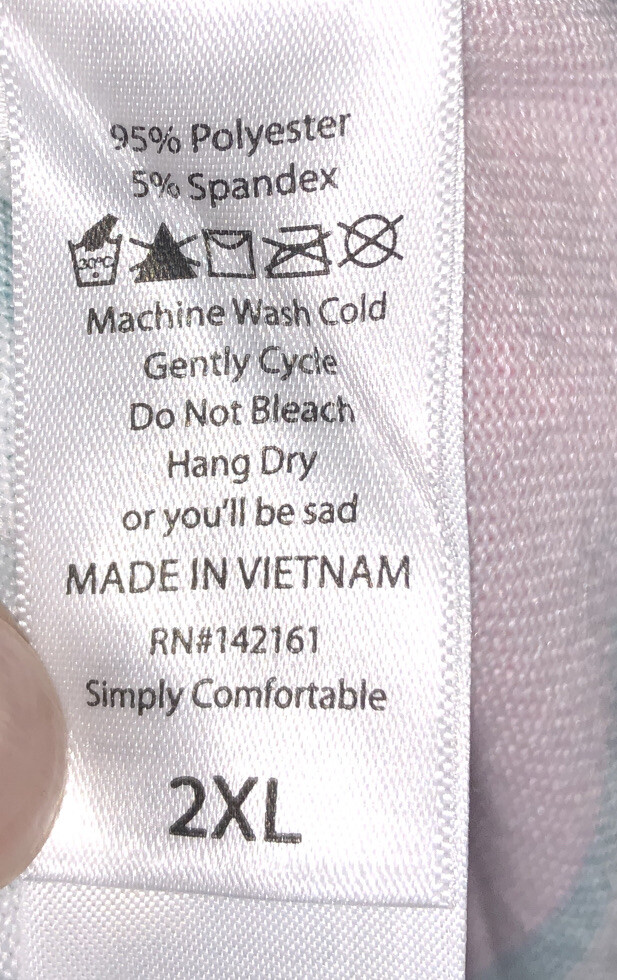 95% Polyester
5% Spandex
30°C
Machine Wash Cold
Gently Cycle
Do Not Bleach
Hang Dry
or you'll be sad
MADE IN VIETNAM
RN#142161
Simply Comfortable
2XL